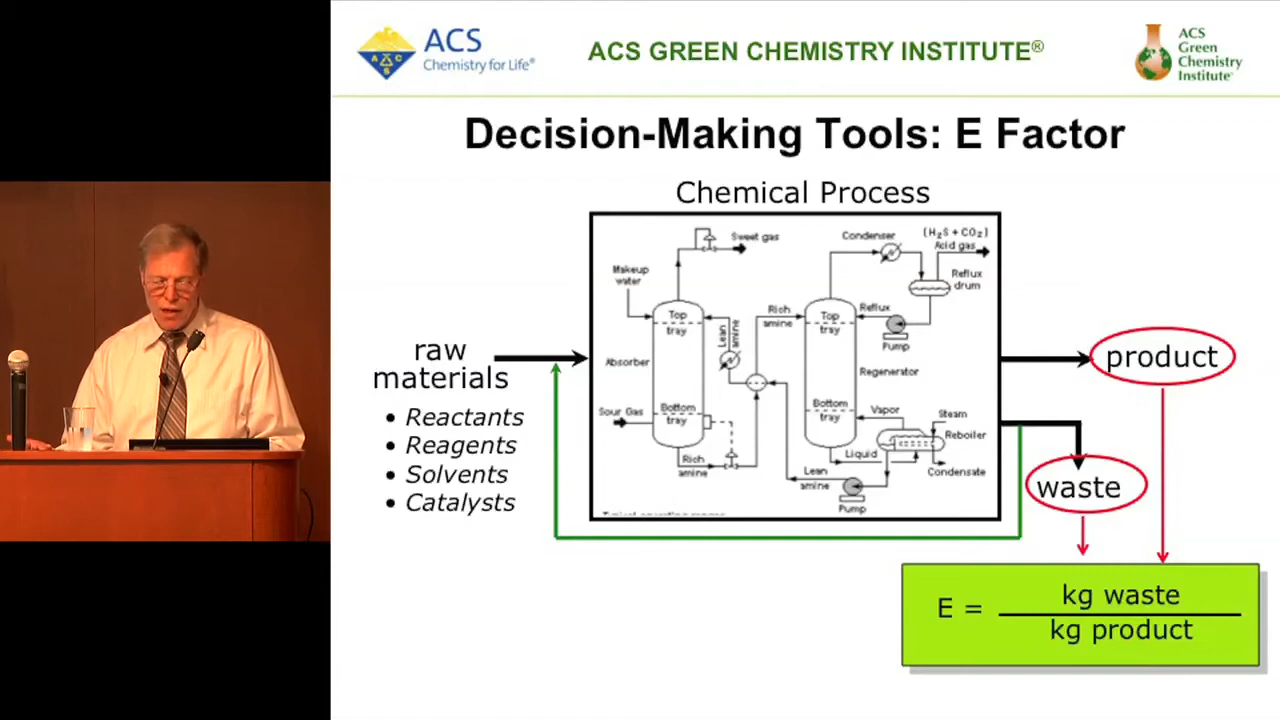 ACS
Chemistry for Life®
A C S
ACS GREEN CHEMISTRY INSTITUTE®
ACS
Green
Chemistry
Institute
Decision-Making Tools: E Factor
Chemical Process
Sweet gas
Condenser
(H2S + CO2)
Acid gas
Makeup
water
Reflux
drum
Top
tray
Lean
amine
Rich
amine
Top
tray
Reflux
Pump
Absorber
Regenerator
Bottom
tray
Sour Gas
Bottom
tray
Vapor
Steam
Reboiler
Rich
amine
Liquid
Lean
amine
Condensate
Pump
raw
materials
• Reactants
• Reagents
• Solvents
• Catalysts
product
waste
E =
kg waste
kg product